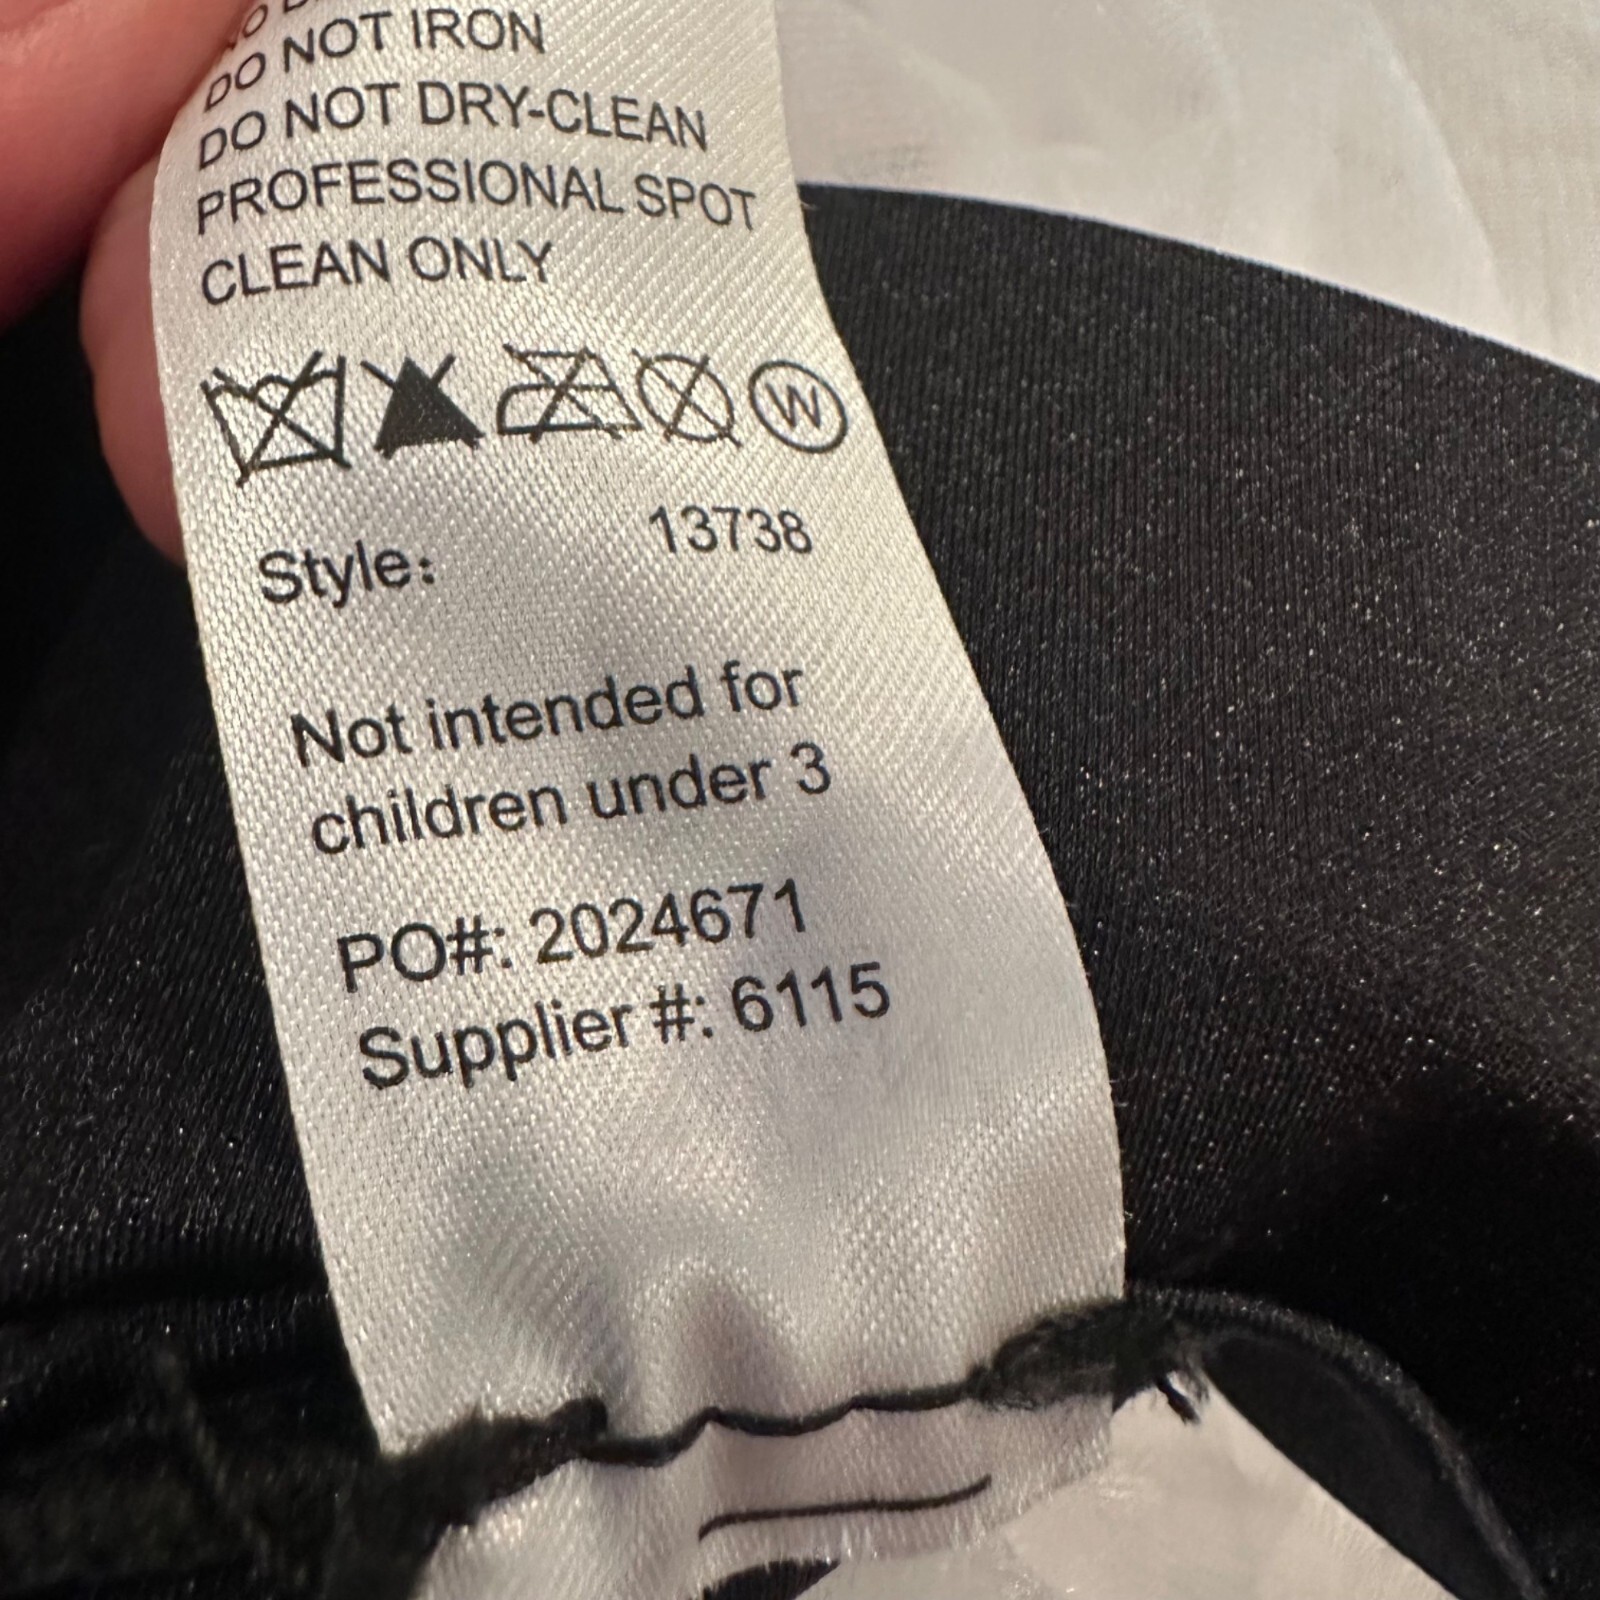 DO NOT IRON
DO NOT DRY-CLEAN
PROFESSIONAL SPOT
CLEAN ONLY
W
Style: 13738
Not intended for
children under 3
PO#: 2024671
Supplier #: 6115